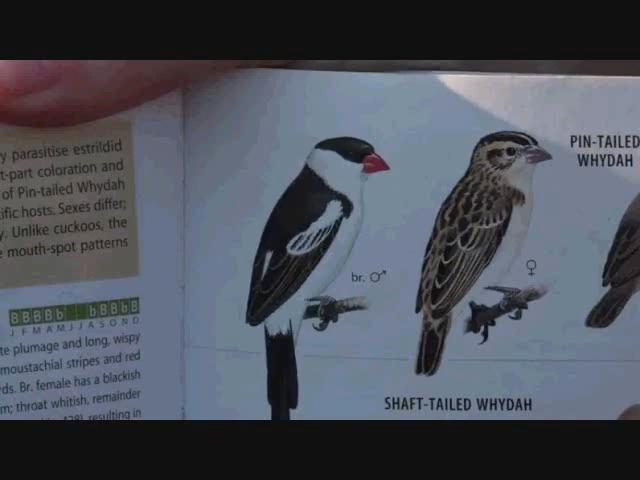 y parasitise estrildid
t-part coloration and
of Pin-tailed Whydah
ific hosts. Sexes differ;
y. Unlike cuckoos, the
e mouth-spot patterns
BBBBb bBBbB
J F M A M J J A S O N D
te plumage and long, wispy
moustachial stripes and red
rds. Br. female has a blackish
m; throat whitish, remainder
resulting in
br. ♂
♀
PIN-TAILED
WHYDAH
SHAFT-TAILED WHYDAH